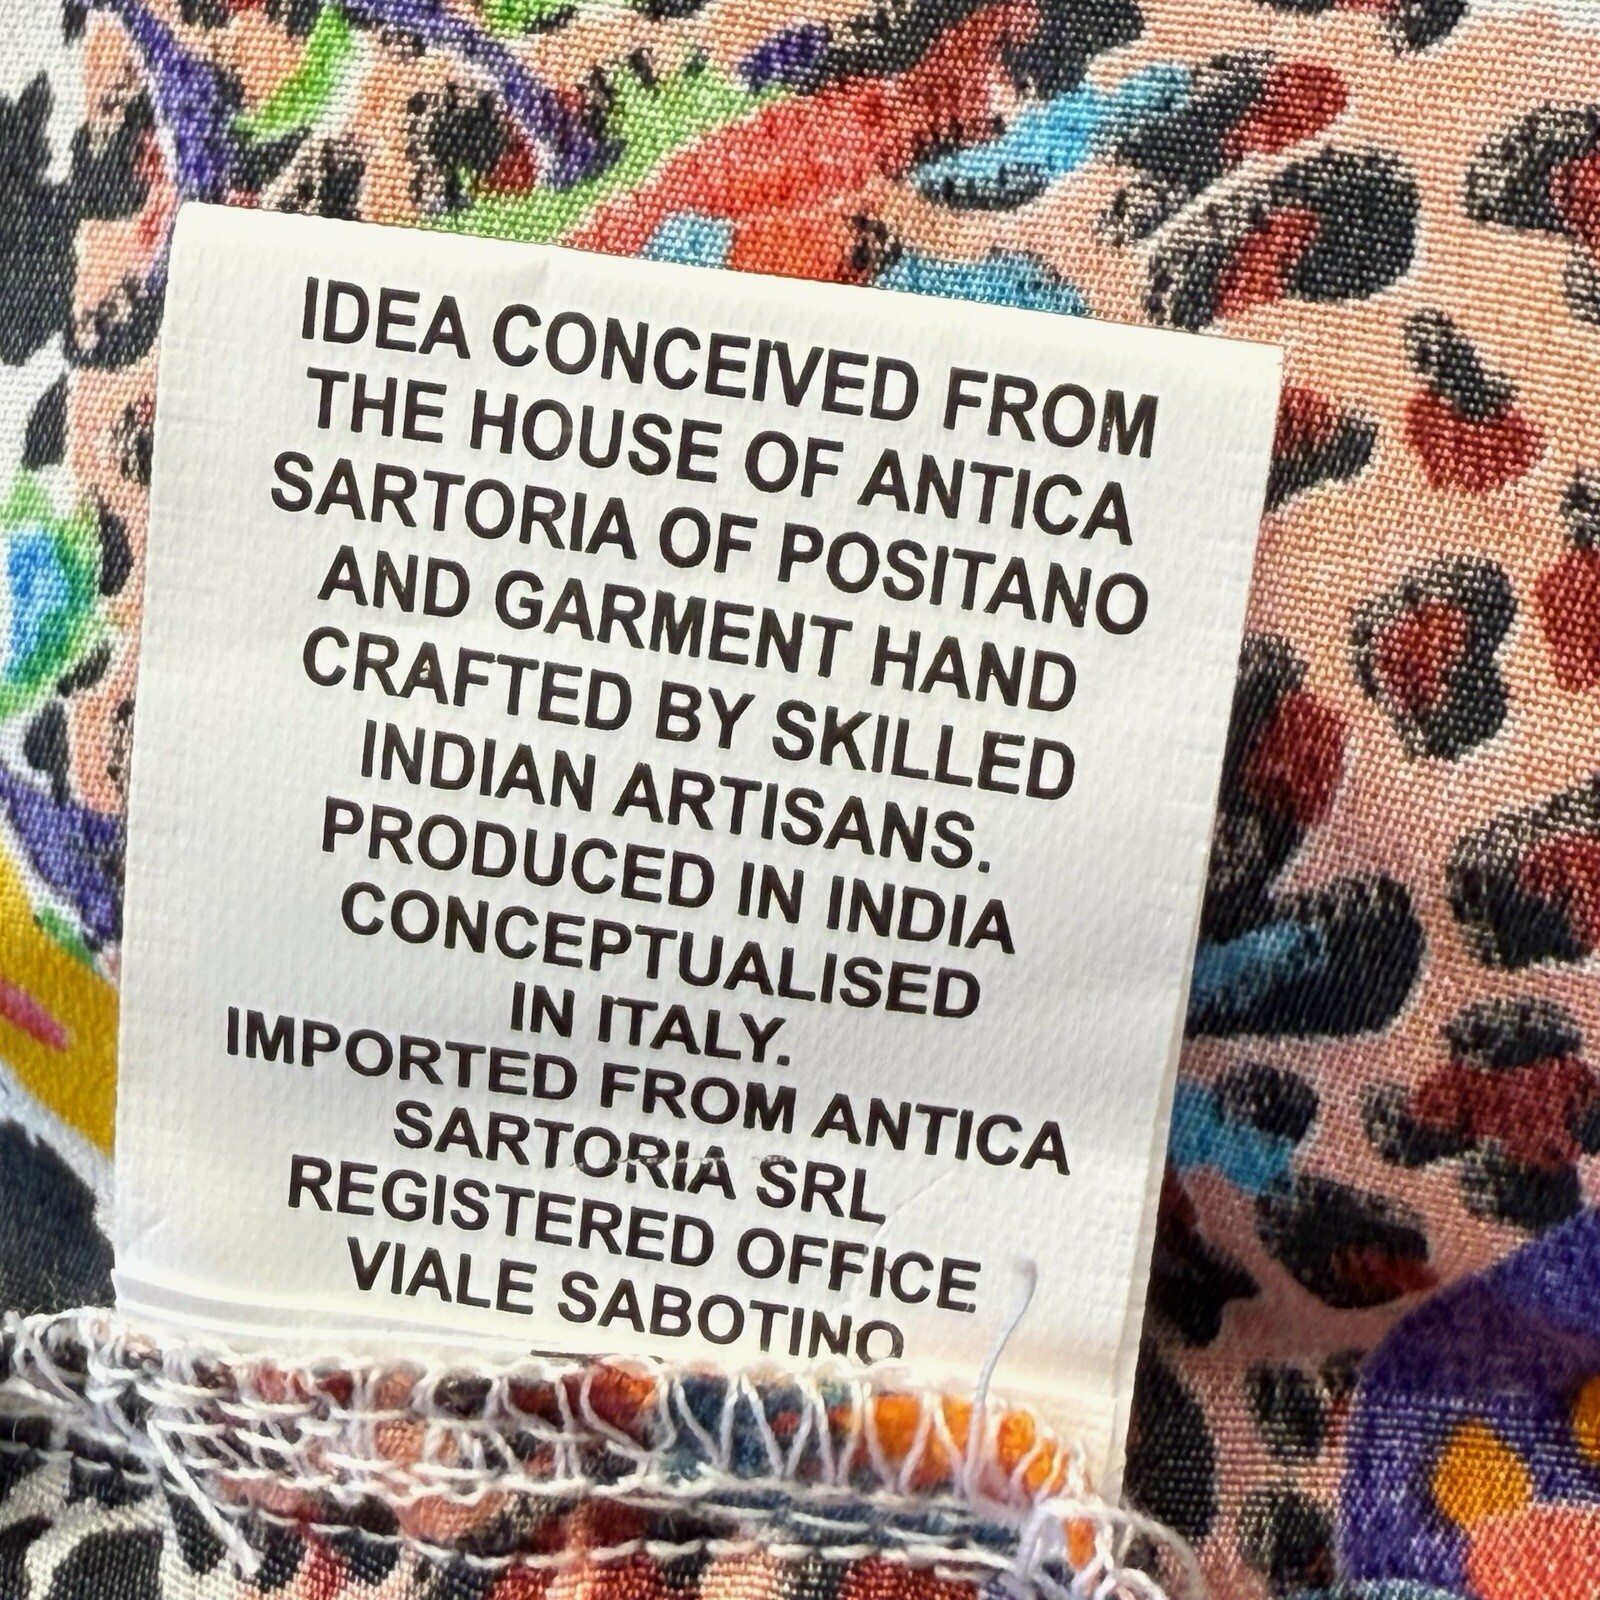 IDEA CONCEIVED FROM
THE HOUSE OF ANTICA
SARTORIA OF POSITANO
AND GARMENT HAND
CRAFTED BY SKILLED
INDIAN ARTISANS.
PRODUCED IN INDIA
CONCEPTUALISED
IN ITALY.
IMPORTED FROM ANTICA
SARTORIA SRL
REGISTERED OFFICE
VIALE SABOTINO